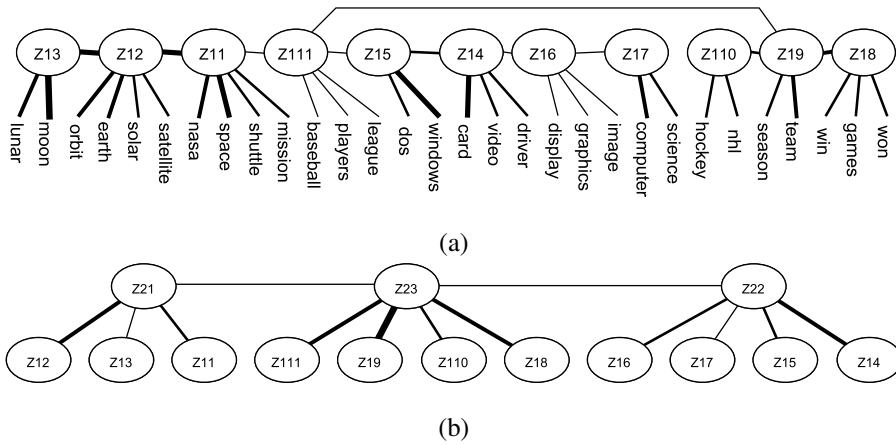 Z13 Z12 Z11 Z111 Z15 Z14 Z16 Z17 Z110 Z19 Z18
lunar moon orbit earth solar satellite nasa space shuttle mission baseball players league dos windows card video driver display graphics image computer science hockey nhl season team win games won
(a)
Z21 Z23 Z22
Z12 Z13 Z11 Z111 Z19 Z110 Z18 Z16 Z17 Z15 Z14
(b)